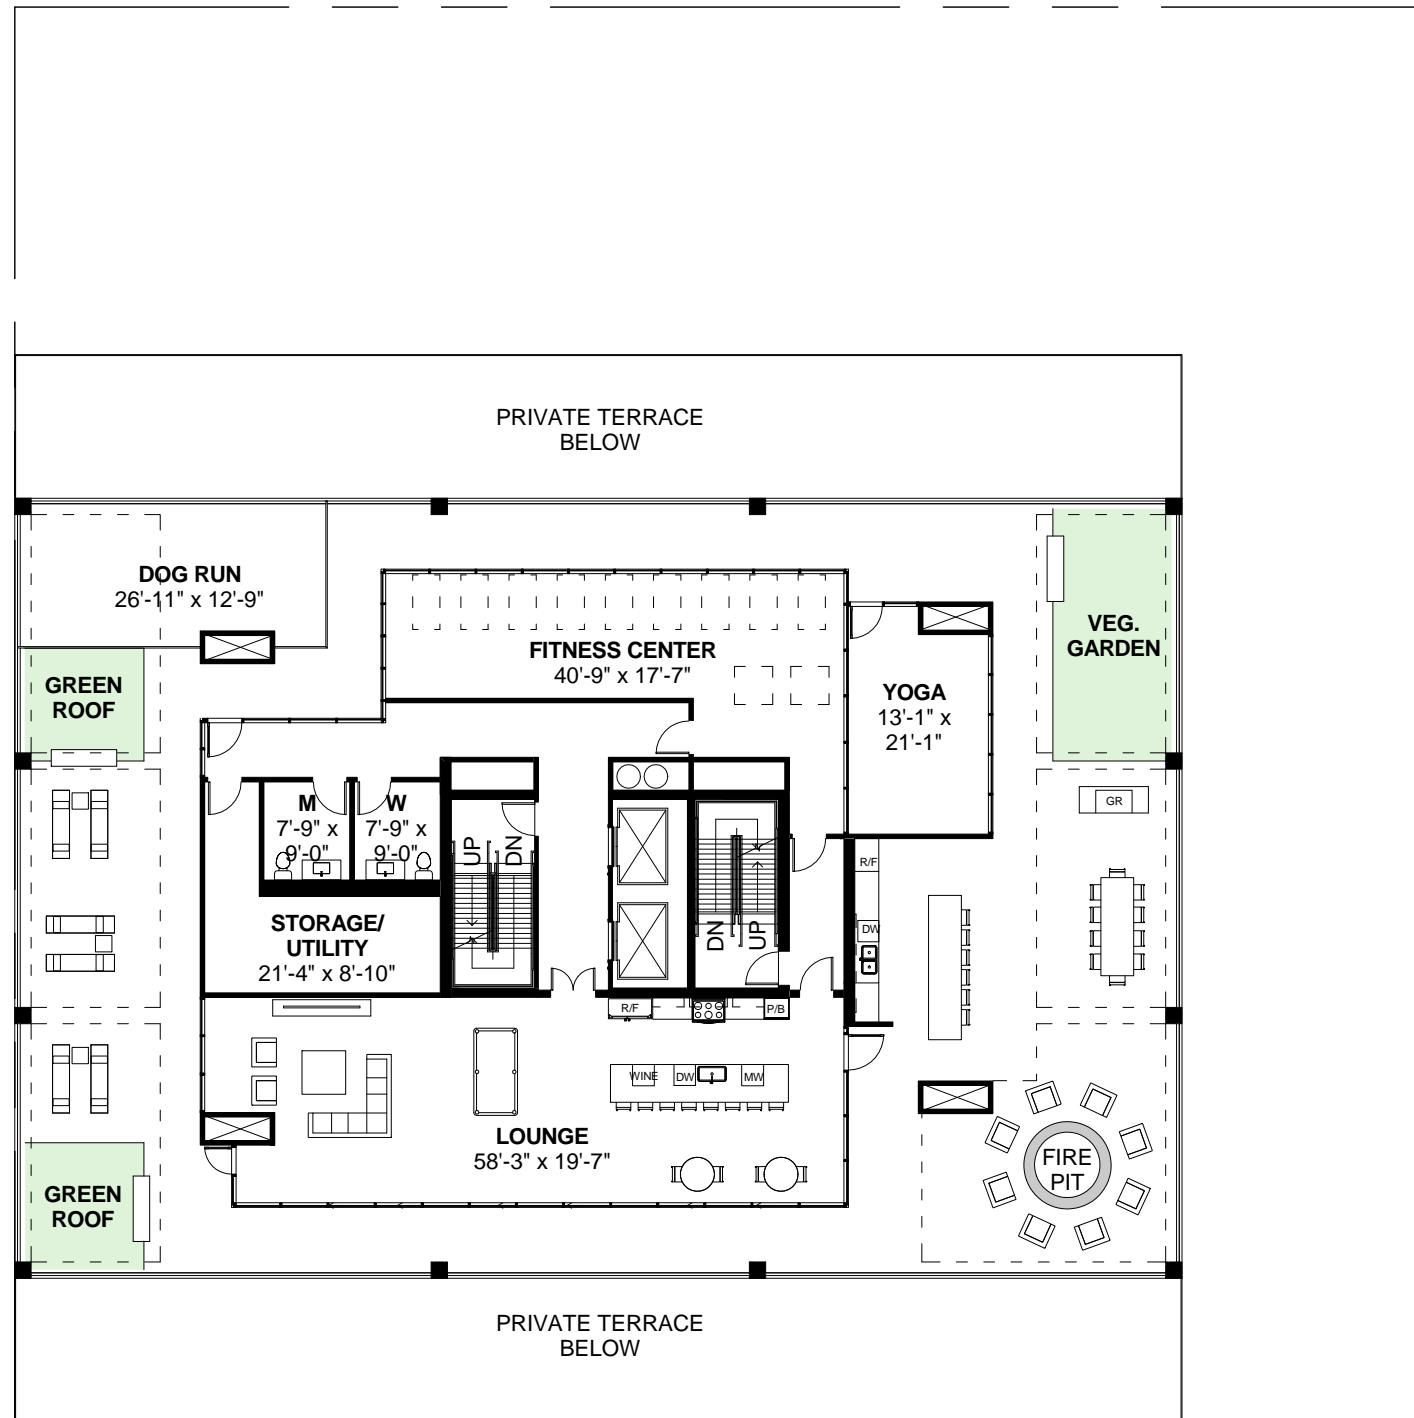 PRIVATE TERRACE
BELOW
DOG RUN
26'-11" x 12'-9"
FITNESS CENTER
40'-9" x 17'-7"
VEG.
GARDEN
GREEN
ROOF
YOGA
13'-1" x
21'-1"
M
7'-9" x
9'-0"
W
7'-9" x
9'-0"
UP
DN
DN
UP
GR
R/F
DW
STORAGE/
UTILITY
21'-4" x 8'-10"
R/F
P/B
WINE
DW
MW
LOUNGE
58'-3" x 19'-7"
FIRE
PIT
GREEN
ROOF
PRIVATE TERRACE
BELOW